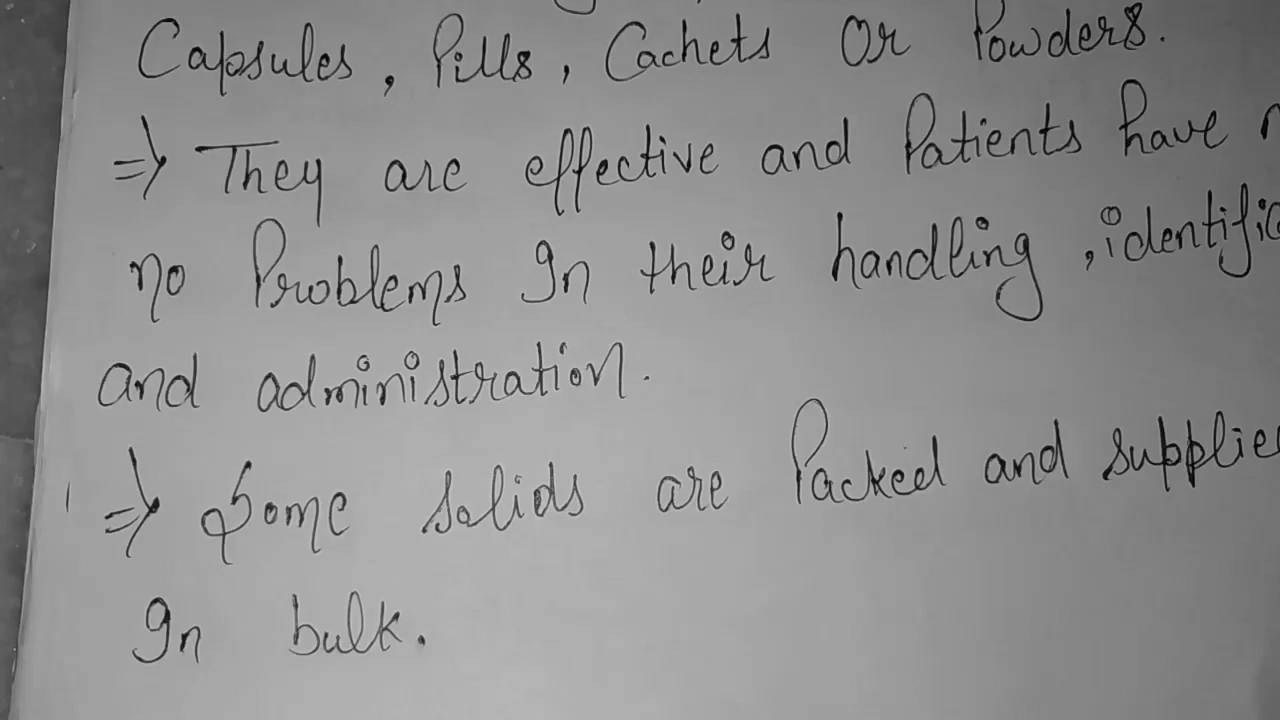 Capsules, Pills, Cachets Or Powders.
⇒ They are effective and Patients have
no Problems In their handling, identific
and administration.
⇒ Some solids are Packed and supplie
In bulk.